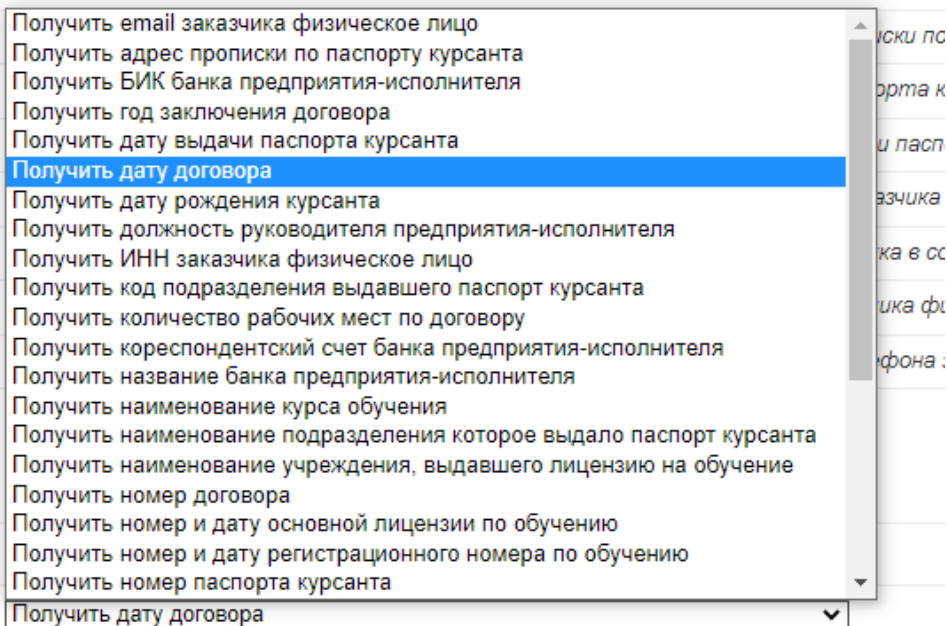 Получить email заказчика физическое лицо
Получить адрес прописки по паспорту курсанта
Получить БИК банка предприятия-исполнителя
Получить год заключения договора
Получить дату выдачи паспорта курсанта
Получить дату договора
Получить дату рождения курсанта
Получить должность руководителя предприятия-исполнителя
Получить ИНН заказчика физическое лицо
Получить код подразделения выдавшего паспорт курсанта
Получить количество рабочих мест по договору
Получить кореспондентский счет банка предприятия-исполнителя
Получить название банка предприятия-исполнителя
Получить наименование курса обучения
Получить наименование подразделения которое выдало паспорт курсанта
Получить наименование учреждения, выдавшего лицензию на обучение
Получить номер договора
Получить номер и дату основной лицензии по обучению
Получить номер и дату регистрационного номера по обучению
Получить номер паспорта курсанта
Получить дату договора